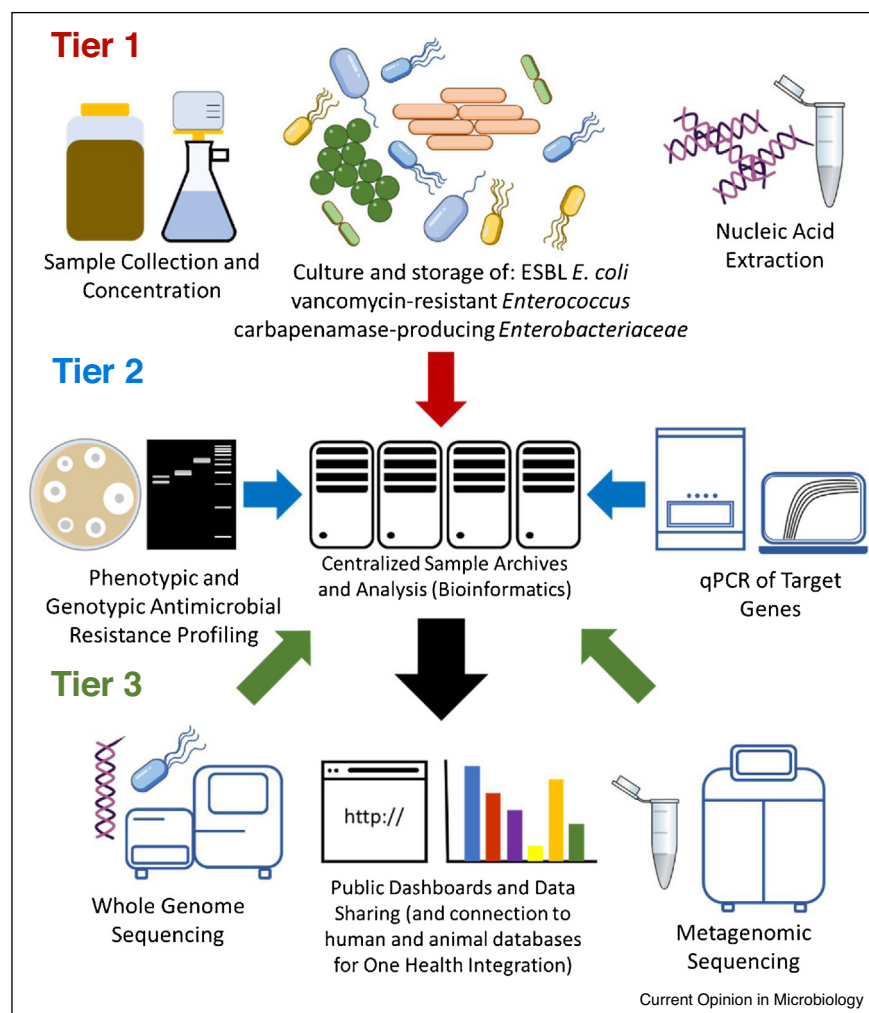 Tier 1
Sample Collection and
Concentration
Culture and storage of: ESBL E. coli
vancomycin-resistant Enterococcus
carbapenamase-producing Enterobacteriaceae
Nucleic Acid
Extraction
Tier 2
Phenotypic and
Genotypic Antimicrobial
Resistance Profiling
Centralized Sample Archives
and Analysis (Bioinformatics)
qPCR of Target
Genes
Tier 3
Whole Genome
Sequencing
http://
Public Dashboards and Data
Sharing (and connection to
human and animal databases
for One Health Integration)
Metagenomic
Sequencing
Current Opinion in Microbiology